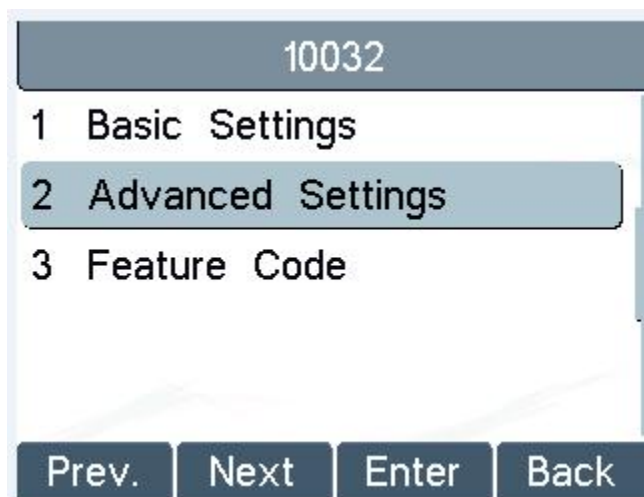 10032
1 Basic Settings
2 Advanced Settings
3 Feature Code
Prev. Next Enter Back